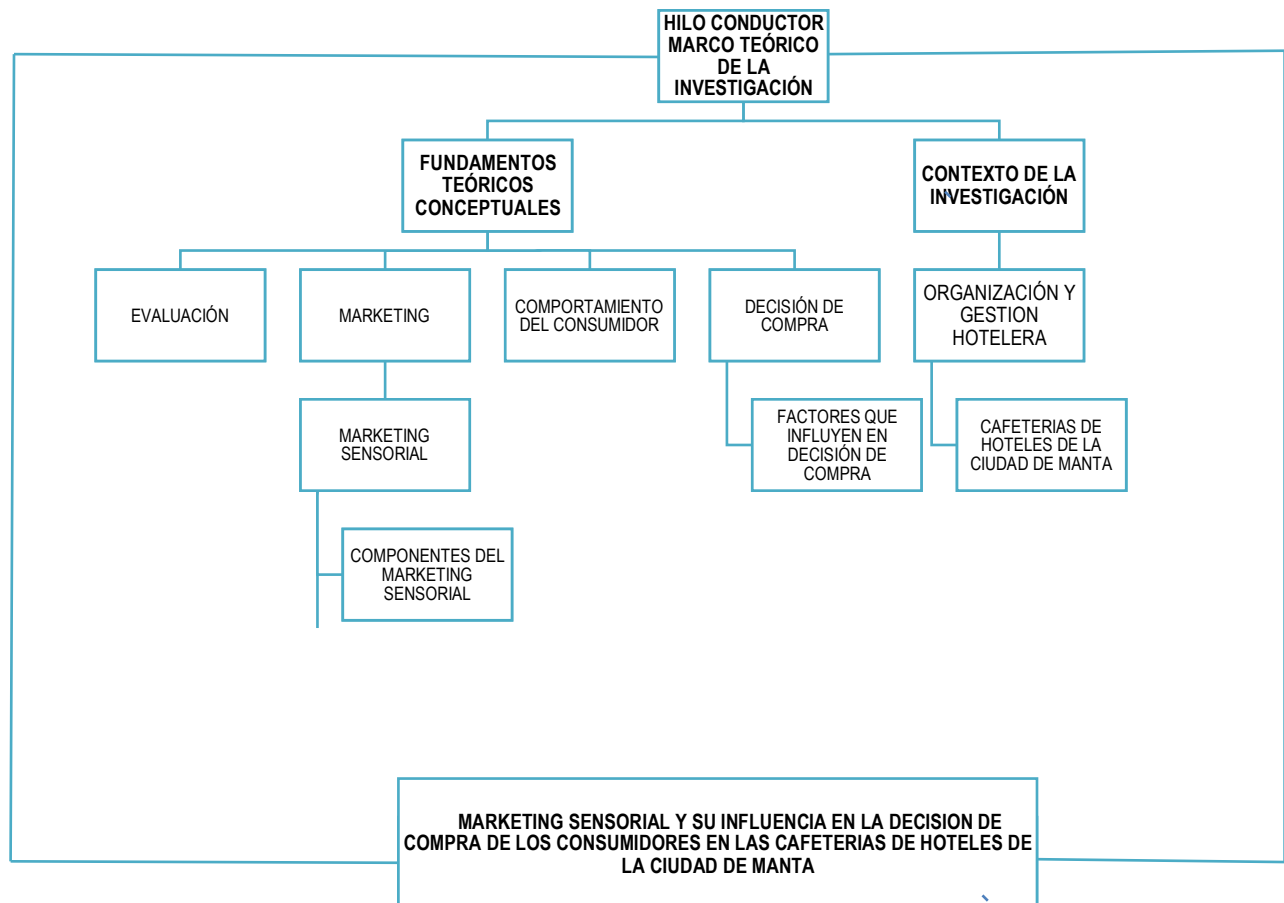 HILO CONDUCTOR
MARCO TEÓRICO
DE LA
INVESTIGACIÓN
FUNDAMENTOS
TEÓRICOS
CONCEPTUALES
CONTEXTO DE LA
INVESTIGACIÓN
EVALUACIÓN
MARKETING
COMPORTAMIENTO
DEL CONSUMIDOR
DECISIÓN DE
COMPRA
ORGANIZACIÓN Y
GESTION
HOTELERA
MARKETING
SENSORIAL
FACTORES QUE
INFLUYEN EN
DECISIÓN DE
COMPRA
CAFETERIAS DE
HOTELES DE LA
CIUDAD DE MANTA
COMPONENTES DEL
MARKETING
SENSORIAL
MARKETING SENSORIAL Y SU INFLUENCIA EN LA DECISION DE
COMPRA DE LOS CONSUMIDORES EN LAS CAFETERIAS DE HOTELES DE
LA CIUDAD DE MANTA